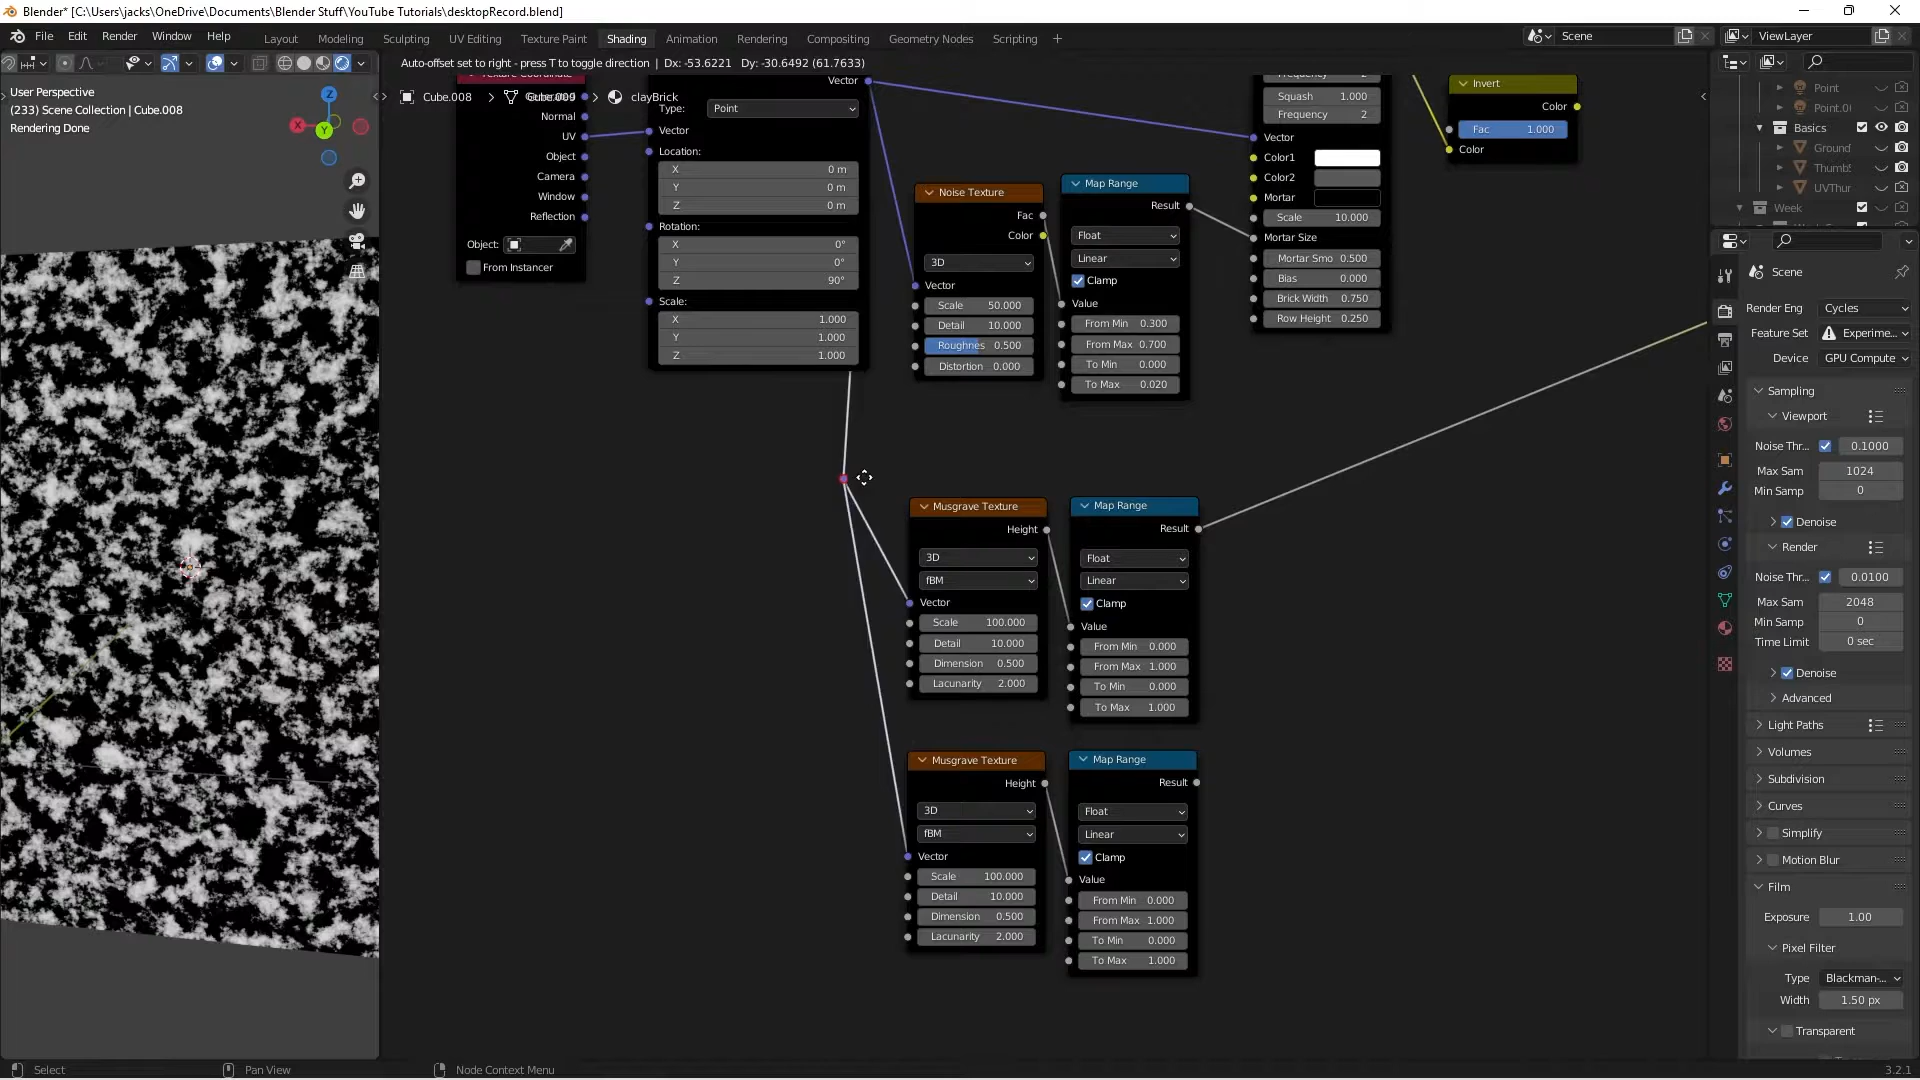 Blender* [C:\Users\jacks\OneDrive\Documents\Blender Stuff\YouTube Tutorials\desktopRecord.blend]
File Edit Render Window Help Layout Modeling Sculpting UV Editing Texture Paint Shading Animation Rendering Compositing Geometry Nodes Scripting Scene ViewLayer
Auto-offset set to right - press T to toggle direction | Dx: -53.6221 Dy: -30.6492 (61.7633)
User Perspective
(233) Scene Collection | Cube.008
Rendering Done
Cube.008 > Cube.009 > clayBrick
Normal
UV
Object
Camera
Window
Reflection
Object:
From Instancer
Vector
Type: Point
Vector
Location:
X 0 m
Y 0 m
Z 0 m
Rotation:
X 0°
Y 0°
Z 90°
Scale:
X 1.000
Y 1.000
Z 1.000
Noise Texture
Fac
Color
3D
Vector
Scale 50.000
Detail 10.000
Roughnes 0.500
Distortion 0.000
Map Range
Result
Float
Linear
Clamp
Value
From Min 0.300
From Max 0.700
To Min 0.000
To Max 0.020
Squash 1.000
Frequency 2
Vector
Color1
Color2
Mortar
Scale 10.000
Mortar Size
Mortar Smo 0.500
Bias 0.000
Brick Width 0.750
Row Height 0.250
Invert
Color
Fac 1.000
Color
Musgrave Texture
Height
3D
fBM
Vector
Scale 100.000
Detail 10.000
Dimension 0.500
Lacunarity 2.000
Map Range
Result
Float
Linear
Clamp
Value
From Min 0.000
From Max 1.000
To Min 0.000
To Max 1.000
Musgrave Texture
Height
3D
fBM
Vector
Scale 100.000
Detail 10.000
Dimension 0.500
Lacunarity 2.000
Map Range
Result
Float
Linear
Clamp
Value
From Min 0.000
From Max 1.000
To Min 0.000
To Max 1.000
Point
Point.0
Basics
Ground
Thumb
UVThur
Week
Scene
Render Eng Cycles
Feature Set Experime...
Device GPU Compute
Sampling
Viewport
Noise Thr... 0.1000
Max Sam 1024
Min Samp 0
Denoise
Render
Noise Thr... 0.0100
Max Sam 2048
Min Samp 0
Time Limit 0 sec
Denoise
Advanced
Light Paths
Volumes
Subdivision
Curves
Simplify
Motion Blur
Film
Exposure 1.00
Pixel Filter
Type Blackman-...
Width 1.50 px
Transparent
Select Pan View Node Context Menu 3.2.1